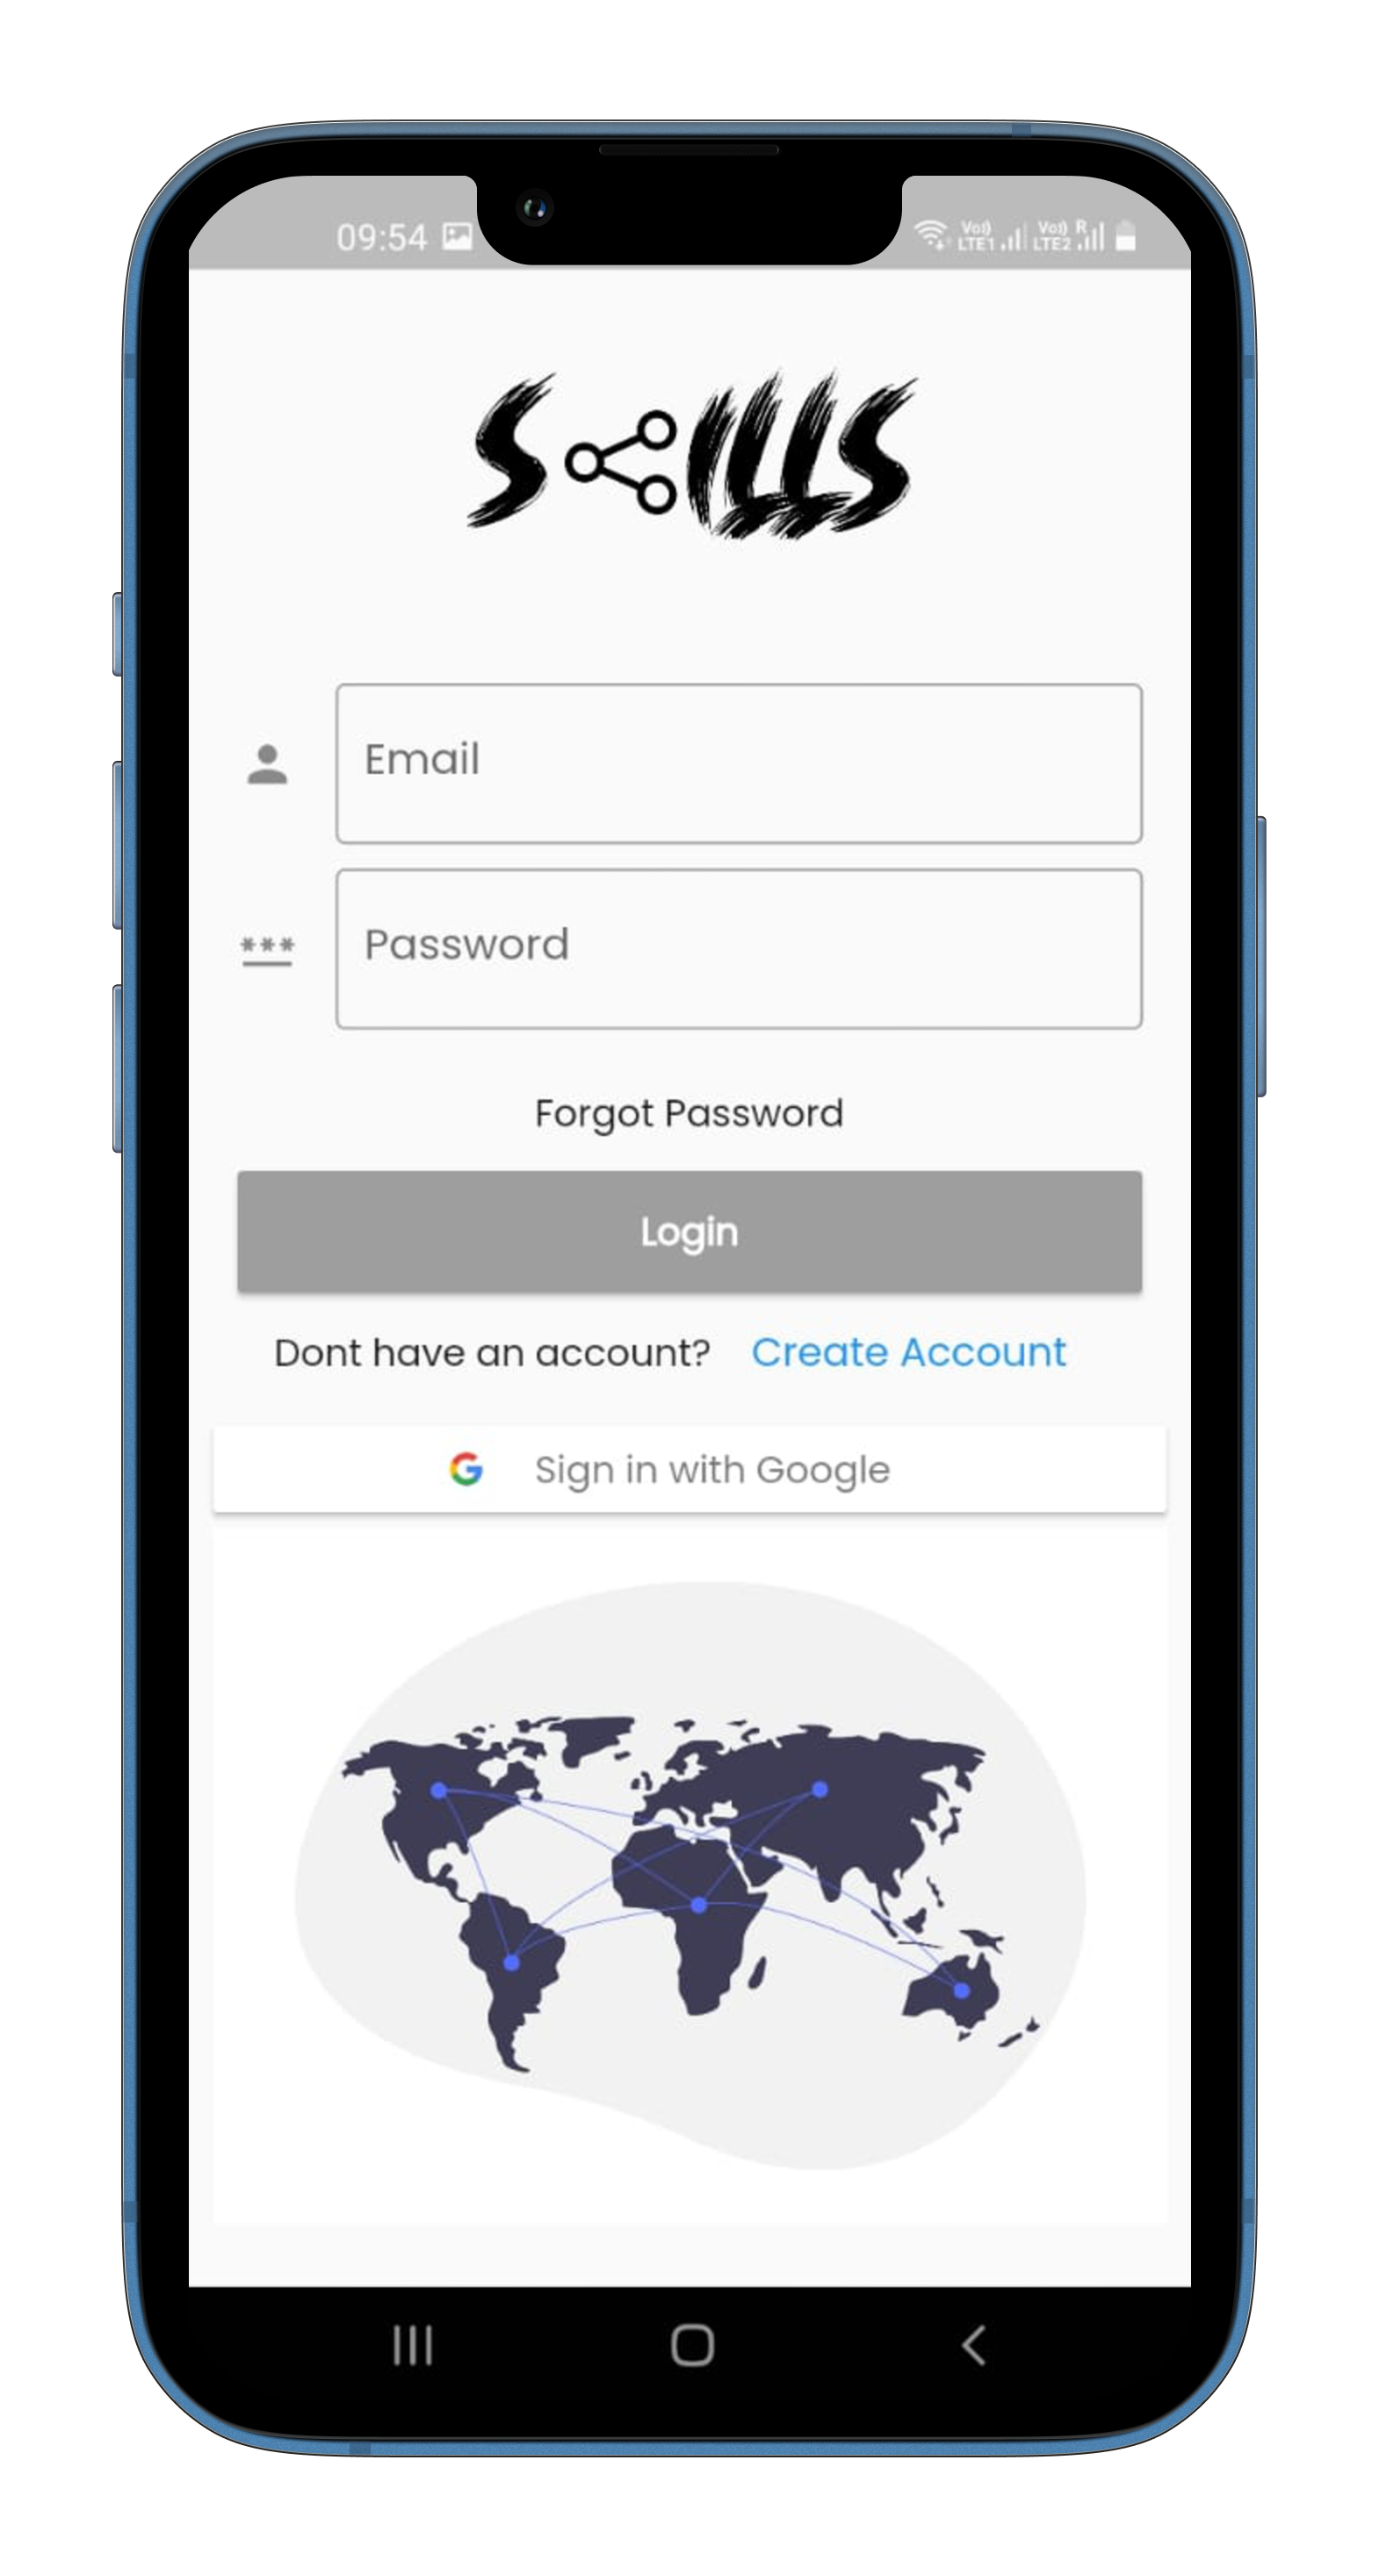 09:54 Vo)) LTE1 Vo)) LTE2 R
SKILLS
Email
*** Password
Forgot Password
Login
Dont have an account? Create Account
G Sign in with Google